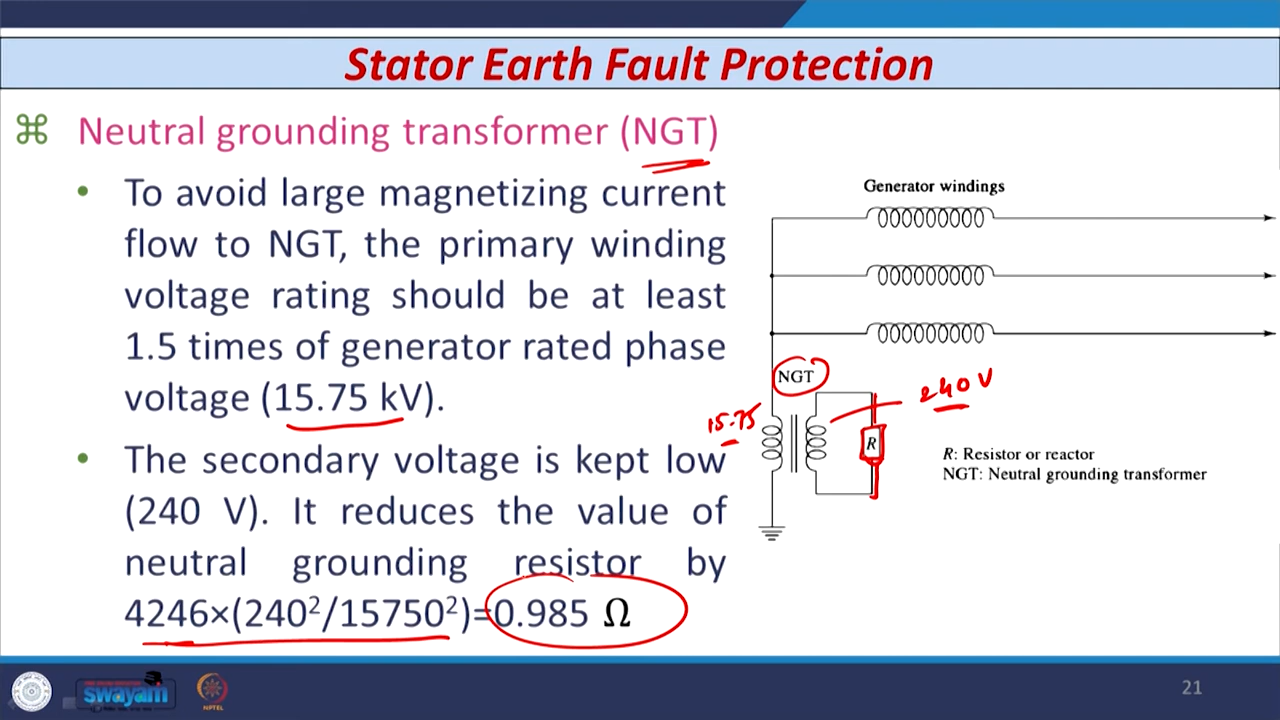 Stator Earth Fault Protection
⌘ Neutral grounding transformer (NGT)
• To avoid large magnetizing current
flow to NGT, the primary winding
voltage rating should be at least
1.5 times of generator rated phase
voltage (15.75 kV).
• The secondary voltage is kept low
(240 V). It reduces the value of
neutral grounding resistor by
4246×(240²/15750²)=0.985 Ω
Generator windings
NGT
15.75
240 V
R
R: Resistor or reactor
NGT: Neutral grounding transformer
swayam
NPTEL
21